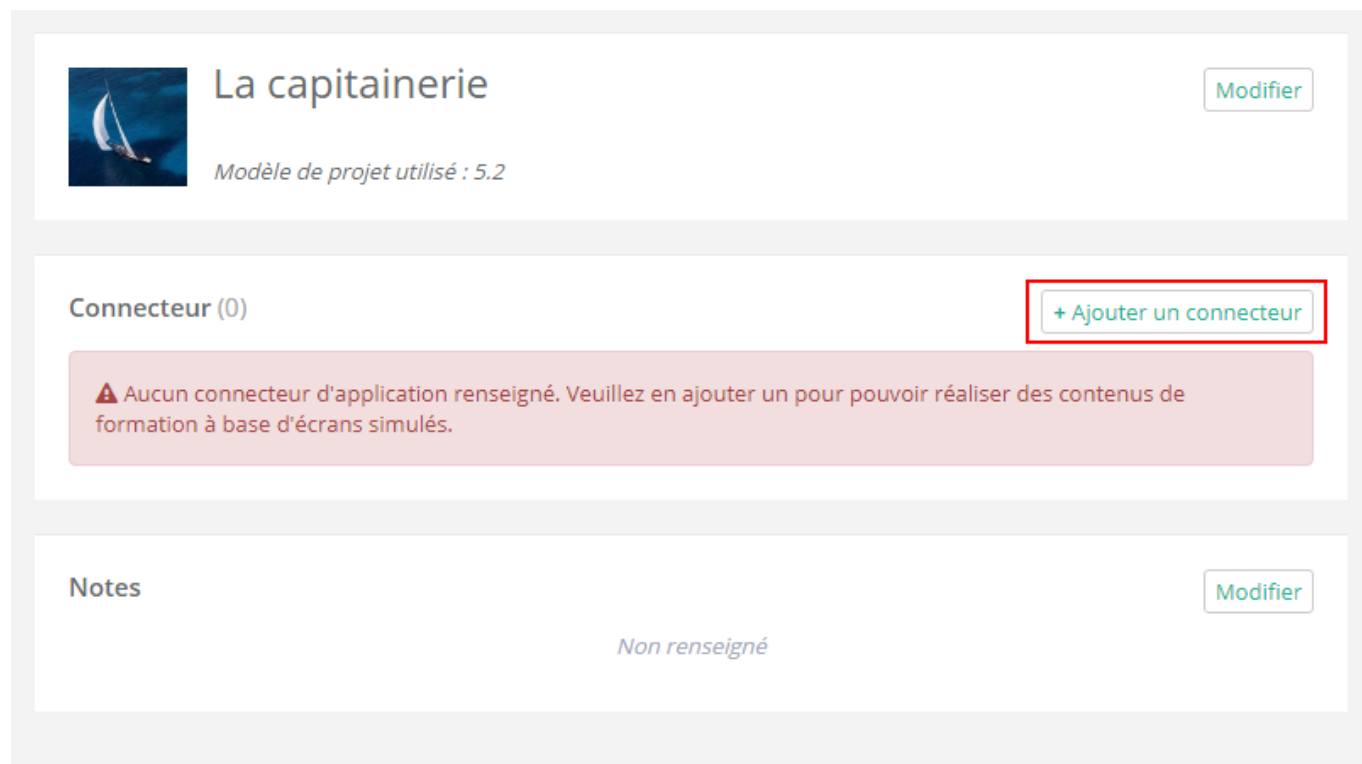 La capitainerie
Modifier
Modèle de projet utilisé : 5.2
Connecteur (0)
+ Ajouter un connecteur
Aucun connecteur d'application renseigné. Veuillez en ajouter un pour pouvoir réaliser des contenus de
formation à base d'écrans simulés.
Notes
Modifier
Non renseigné